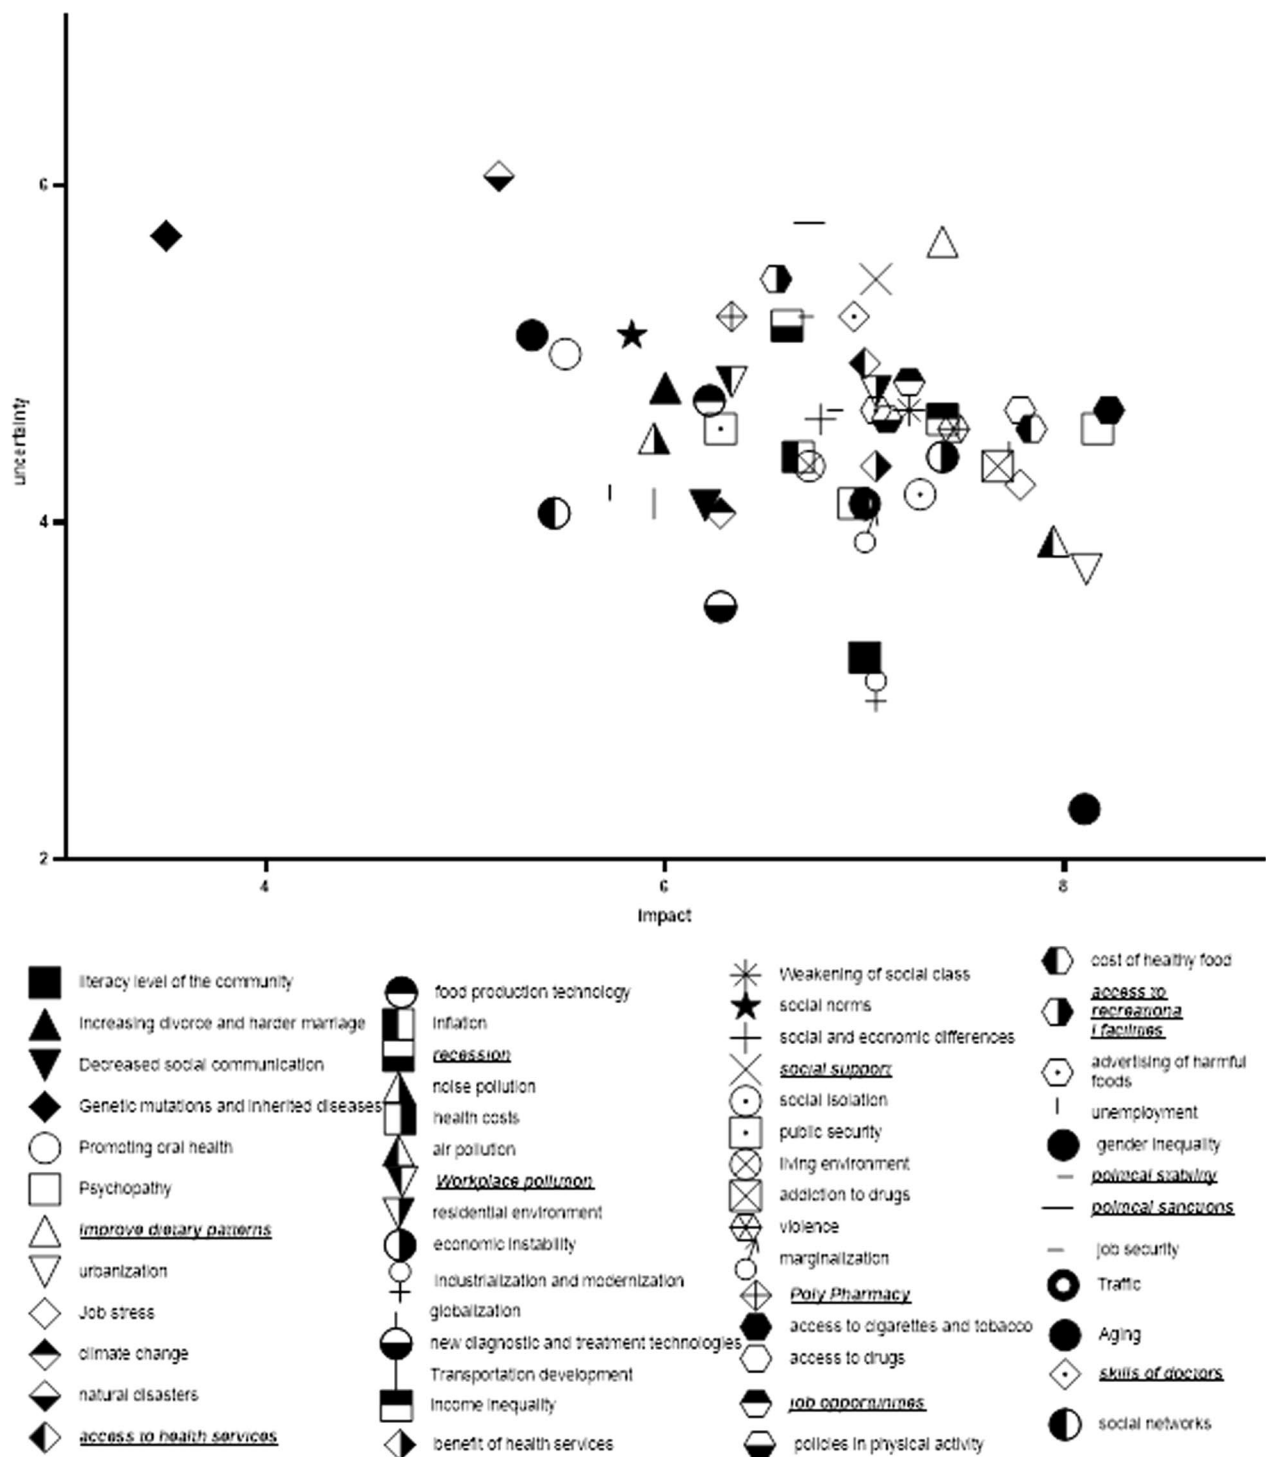 6
4
2
uncertainty
4
6
8
Impact
literacy level of the community
Increasing divorce and harder marriage
Decreased social communication
Genetic mutations and inherited diseases
Promoting oral health
Psychopathy
Improve dietary patterns
urbanization
Job stress
climate change
natural disasters
access to health services
food production technology
Inflation
recession
noise pollution
health costs
air pollution
Workplace pollution
residential environment
economic instability
Industrialization and modernization
globalization
new diagnostic and treatment technologies
Transportation development
Income Inequality
benefit of health services
Weakening of social class
social norms
social and economic differences
social support
social isolation
public security
living environment
addiction to drugs
violence
marginalization
Poly Pharmacy
access to cigarettes and tobacco
access to drugs
job opportunities
policies in physical activity
cost of healthy food
access to
recreationa
l facilities
advertising of harmful
foods
unemployment
gender inequality
political stability
political sanctions
job security
Traffic
Aging
skills of doctors
social networks